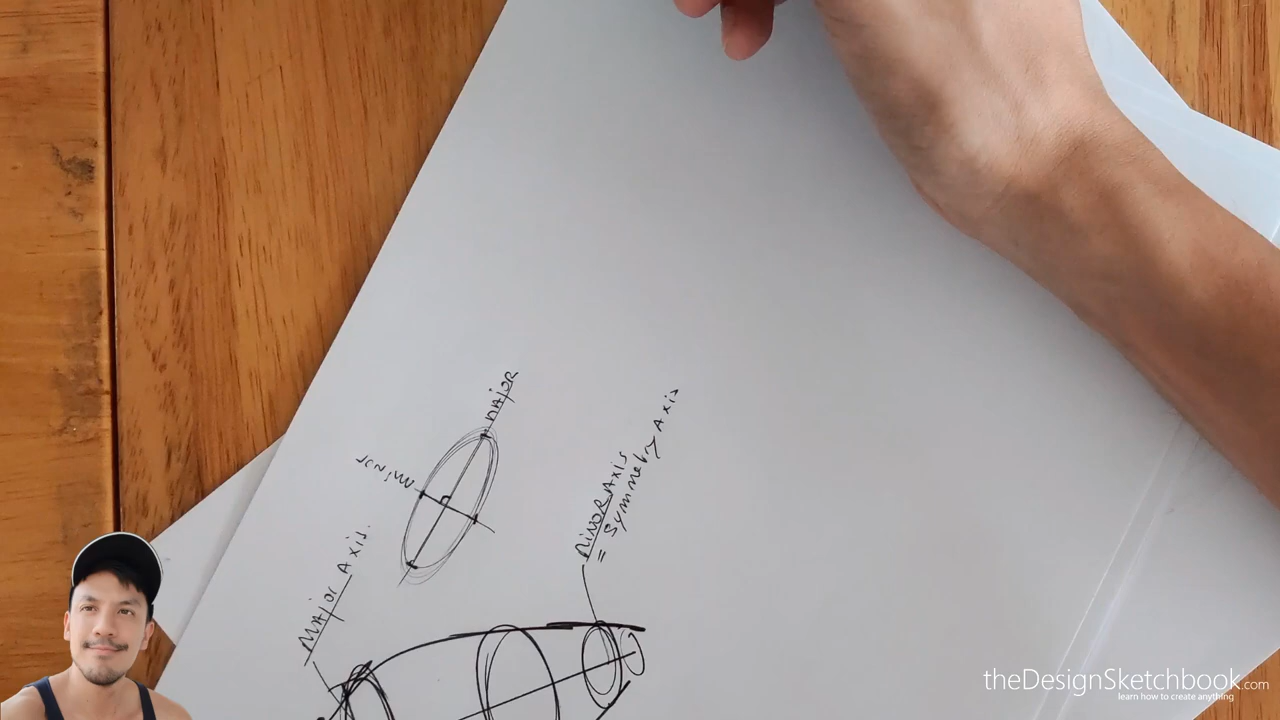 MAJOR
minor
MINOR AXIS
= Symmetry Axis
MAJOR Axis.
theDesignSketchbook.com
learn how to create anything